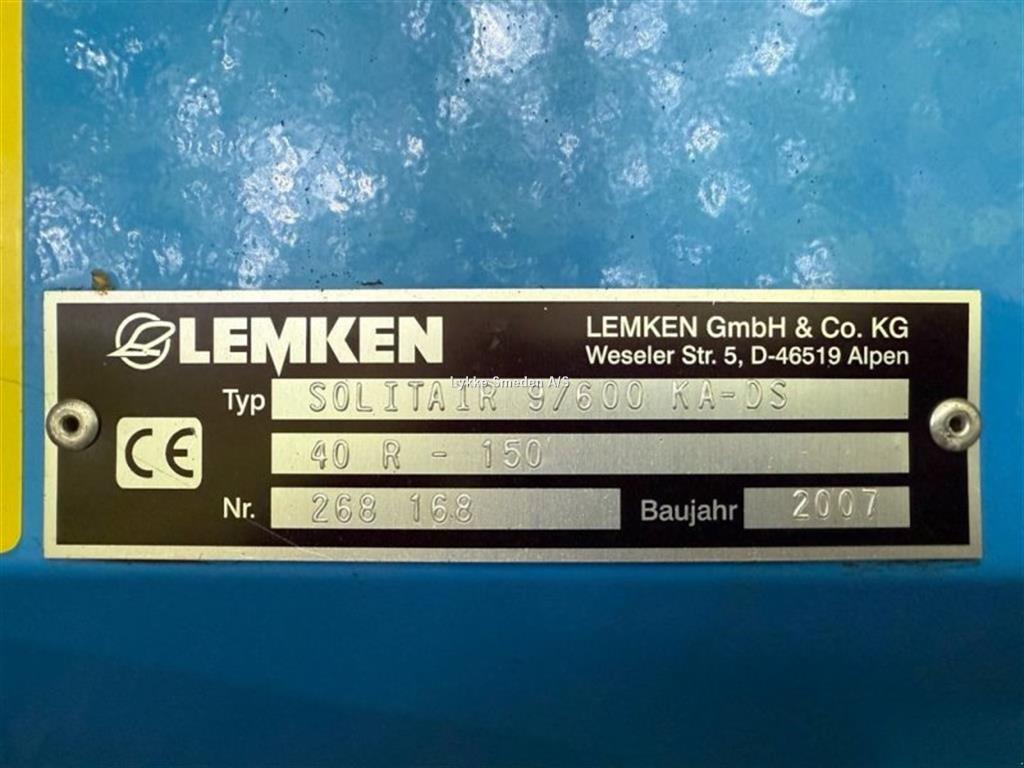 LEMKEN
LEMKEN GmbH & Co. KG
Weseler Str. 5, D-46519 Alpen
Lykke Smeden A/S
Typ SOLITAIR 9/600 KA-DS
CE 40 R - 150
Nr. 268 168 Baujahr 2007